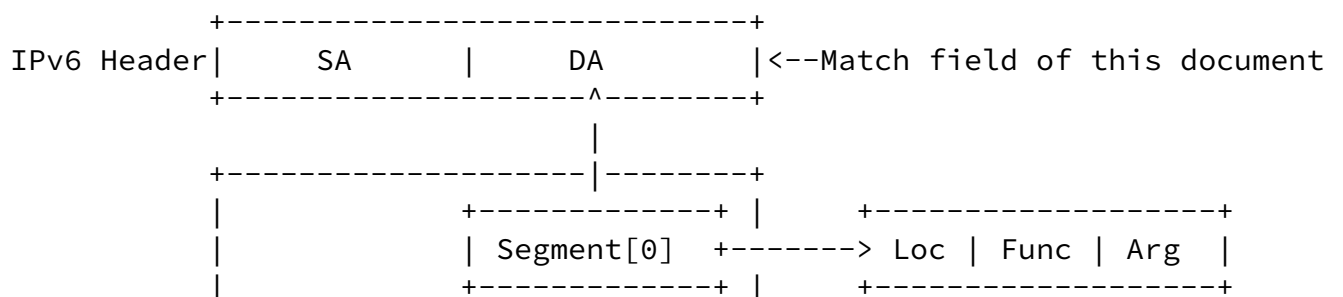 +------------------------------+
IPv6 Header|     SA       |     DA        |<--Match field of this document
          +--------------------^--------+
                               |
          +--------------------|--------+
          |             +-------------+ |     +-------------------+
          |             | Segment[0]  +-------> Loc | Func | Arg  |
          |             +-------------+ |     +-------------------+